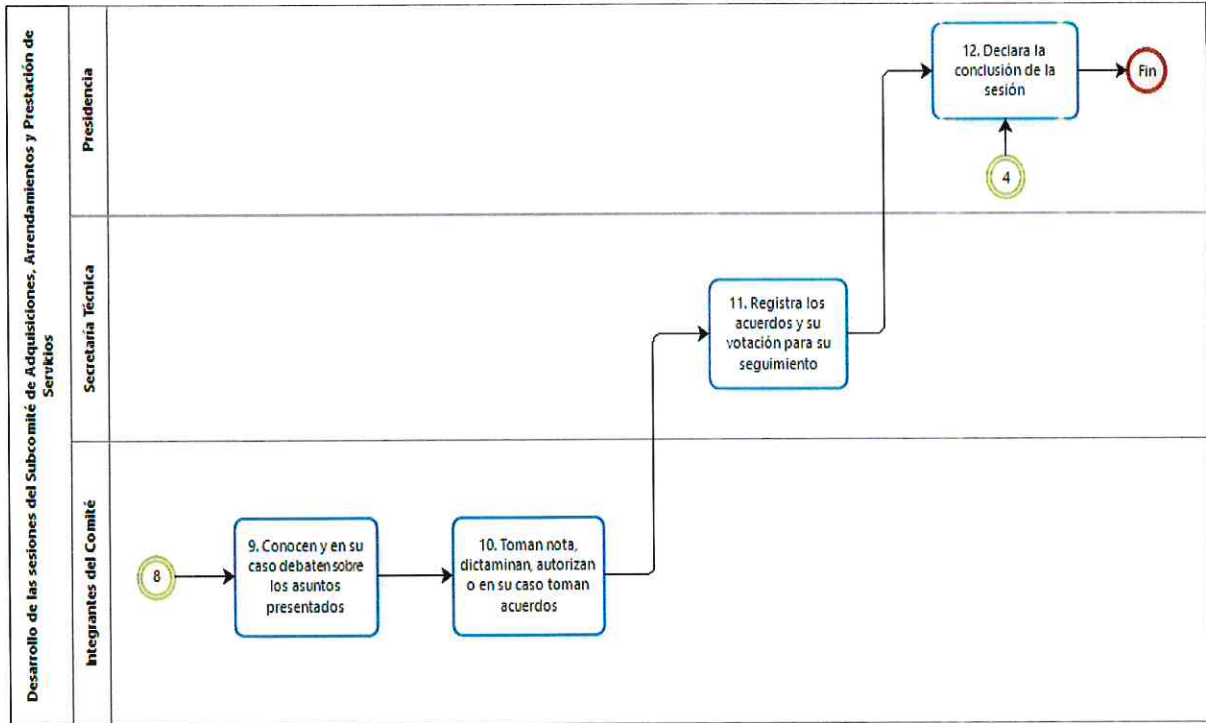 Desarrollo de las sesiones del Subcomité de Adquisiciones, Arrendamientos y Prestación de
Servicios
Presidencia
12. Declara la
conclusión de la
sesión
Fin
4
Secretaría Técnica
11. Registra los
acuerdos y su
votación para su
seguimiento
Integrantes del Comité
8
9. Conocen y en su
caso debaten sobre
los asuntos
presentados
10. Toman nota,
dictaminan, autorizan
o en su caso toman
acuerdos